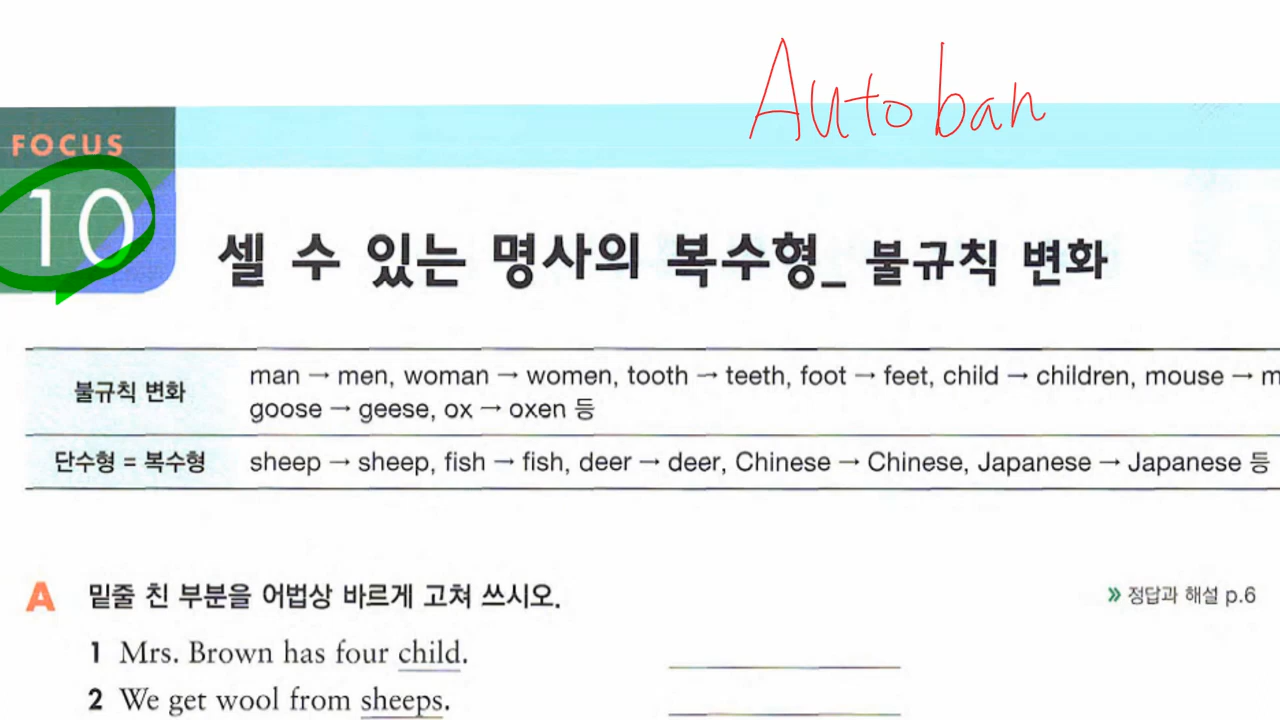 Autoban
FOCUS
10
셀 수 있는 명사의 복수형_ 불규칙 변화
불규칙 변화
man → men, woman → women, tooth → teeth, foot → feet, child → children, mouse → m
goose → geese, ox → oxen 등
단수형 = 복수형
sheep → sheep, fish → fish, deer → deer, Chinese → Chinese, Japanese → Japanese 등
A 밑줄 친 부분을 어법상 바르게 고쳐 쓰시오.
» 정답과 해설 p.6
1 Mrs. Brown has four child.
2 We get wool from sheeps.